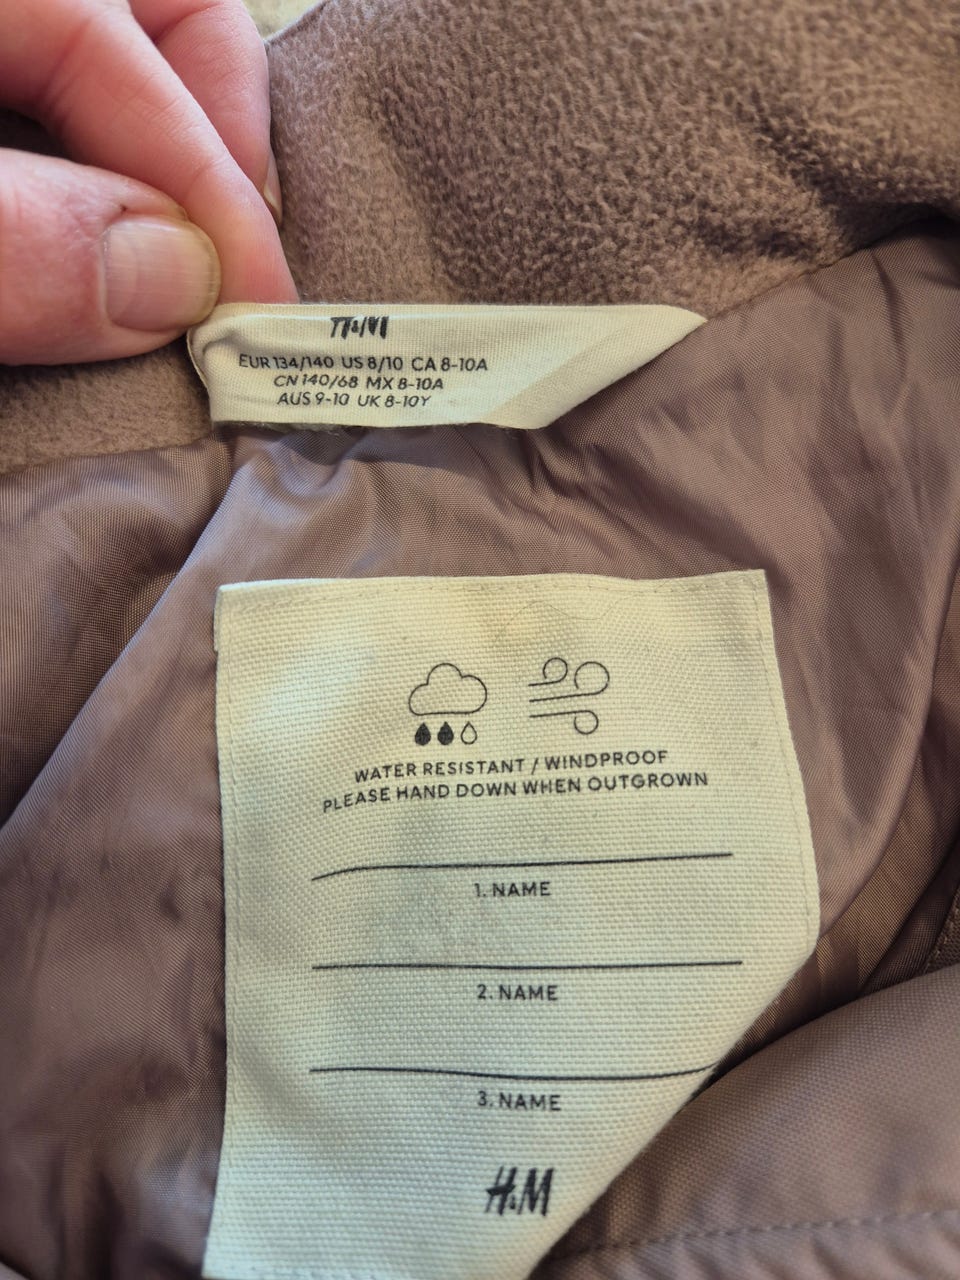 H&M
EUR 134/140 US 8/10 CA 8-10A
CN 140/68 MX 8-10A
AUS 9-10 UK 8-10Y
WATER RESISTANT / WINDPROOF
PLEASE HAND DOWN WHEN OUTGROWN
1. NAME
2. NAME
3. NAME
H&M